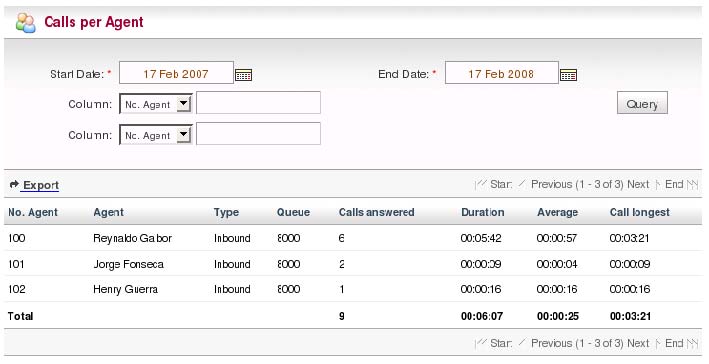 Calls per Agent
Start Date: * 17 Feb 2007 End Date: * 17 Feb 2008
Column: No. Agent Query
Column: No. Agent
Export Start Previous (1 - 3 of 3) Next End
No. Agent Agent Type Queue Calls answered Duration Average Call longest
100 Reynaldo Gabor Inbound 8000 6 00:05:42 00:00:57 00:03:21
101 Jorge Fonseca Inbound 8000 2 00:00:09 00:00:04 00:00:09
102 Henry Guerra Inbound 8000 1 00:00:16 00:00:16 00:00:16
Total 9 00:06:07 00:00:25 00:03:21
Start Previous (1 - 3 of 3) Next End